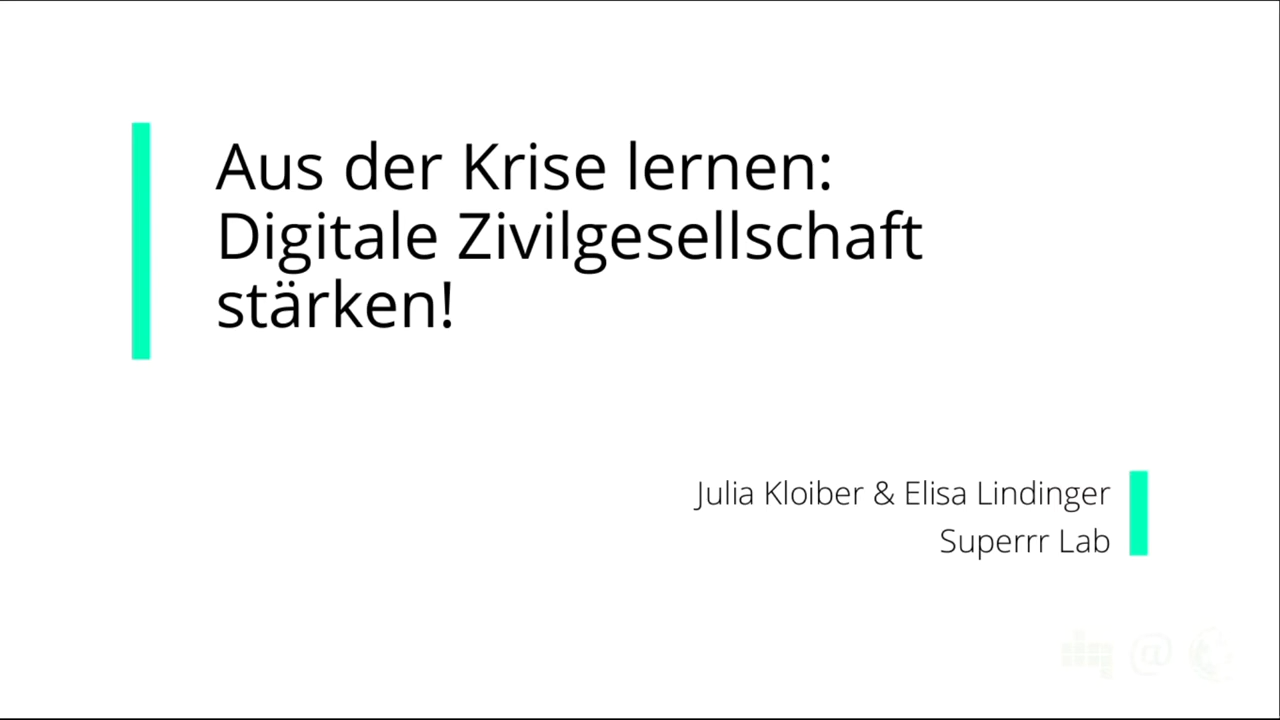 Aus der Krise lernen:
Digitale Zivilgesellschaft
stärken!
Julia Kloiber & Elisa Lindinger
Superrr Lab